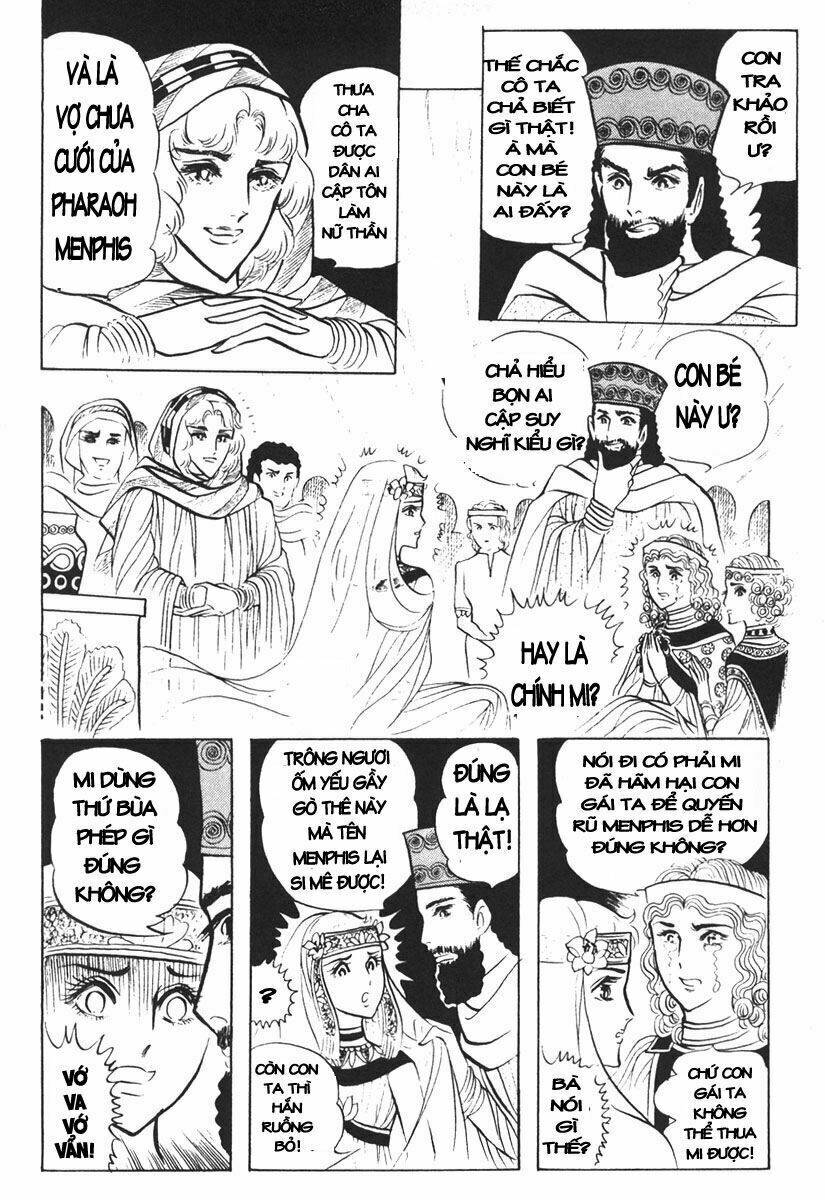 CON
TRA
KHẢO
RỒI
Ư?
THẾ CHẮC
CÔ TA
CHẢ BIẾT
GÌ THẬT!
À MÀ
CON BÉ
NÀY LÀ
AI ĐẤY?
THƯA
CHA
CÔ TA
ĐƯỢC
DÂN AI
CẬP TÔN
LÀM
NỮ THẦN
VÀ LÀ
VỢ CHƯA
CƯỚI CỦA
PHARAOH
MENPHIS
CON BÉ
NÀY Ư?
CHẢ HIỂU
BỌN AI
CẬP SUY
NGHĨ KIỂU GÌ?
HAY LÀ
CHÍNH MI?
NÓI ĐI CÓ PHẢI MI
ĐÃ HÃM HẠI CON
GÁI TA ĐỂ QUYẾN
RŨ MENPHIS DỄ HƠN
ĐÚNG KHÔNG?
CHỨ CON
GÁI TA
KHÔNG
THỂ THUA
MI ĐƯỢC!
BÀ
NÓI
GÌ
THẾ?
ĐÚNG
LÀ LẠ
THẬT!
TRÔNG NGƯƠI
ỐM YẾU GẦY
GÒ THÊ NÀY
MÀ TÊN
MENPHIS LẠI
SI MÊ ĐƯỢC!
?
CÒN CON
TA THÌ
HẮN
RUỒNG
BỎ!
MI DÙNG
THỨ BÙA
PHÉP GÌ
ĐÚNG
KHÔNG?
VỚ
VA
VỚ
VẨN!